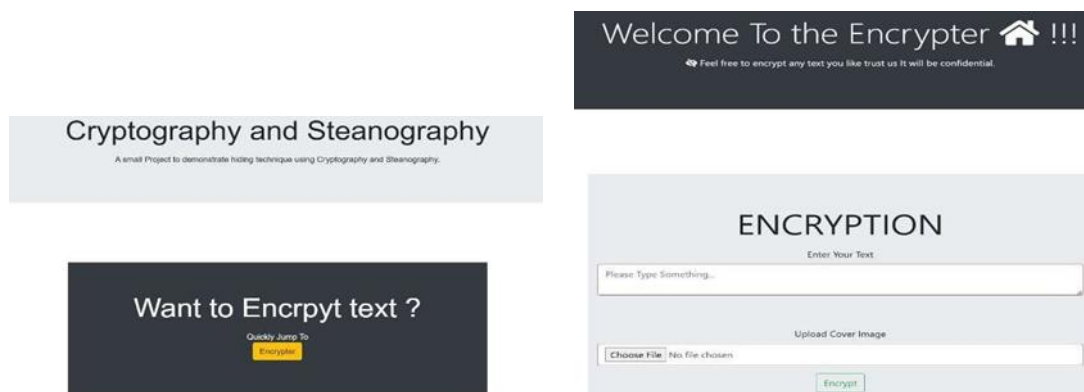 Cryptography and Steanography
A small Project to demonstrate hiding technique using Cryptography and Steanography.
Want to Encrpyt text ?
Quickly Jump To
Encrypter
Welcome To the Encrypter !!!
Feel free to encrypt any text you like trust us It will be confidential.
ENCRYPTION
Enter Your Text
Please Type Something...
Upload Cover Image
Choose File No file chosen
Encrypt